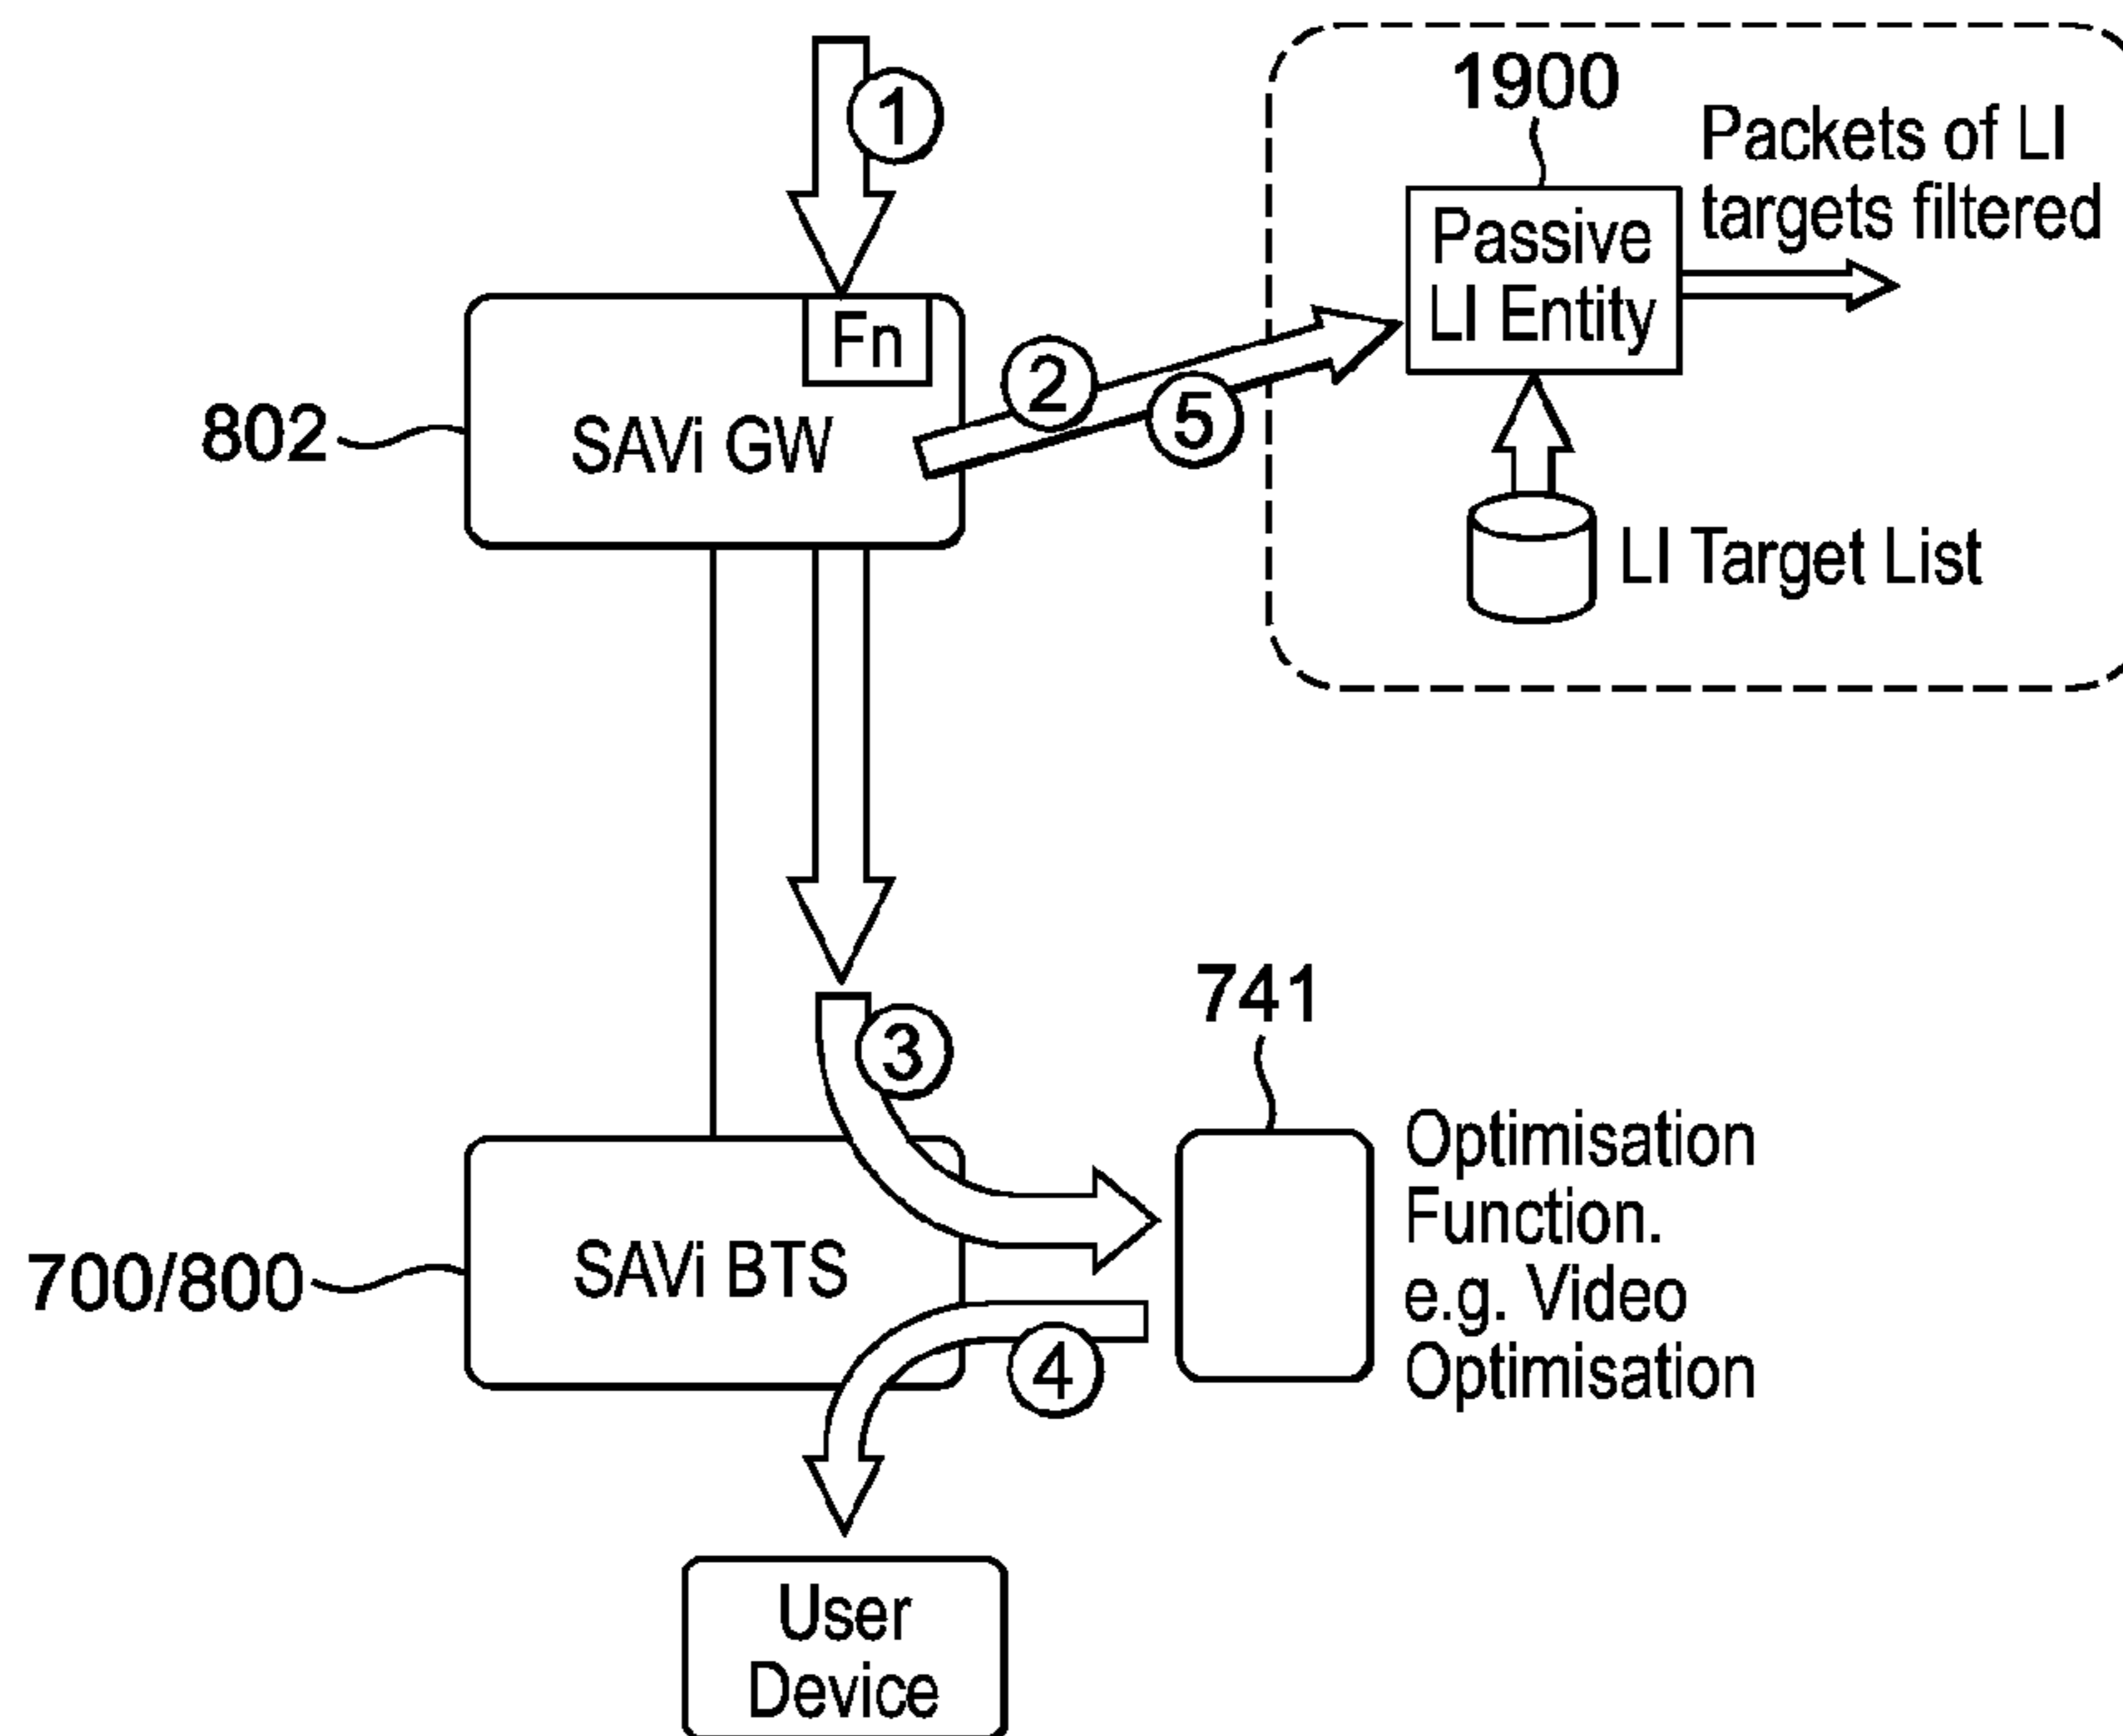 1
1900
Packets of LI
targets filtered
Passive
LI Entity
Fn
2
5
802
SAVi GW
LI Target List
3
741
Optimisation
Function.
e.g. Video
Optimisation
700/800
SAVi BTS
4
User
Device